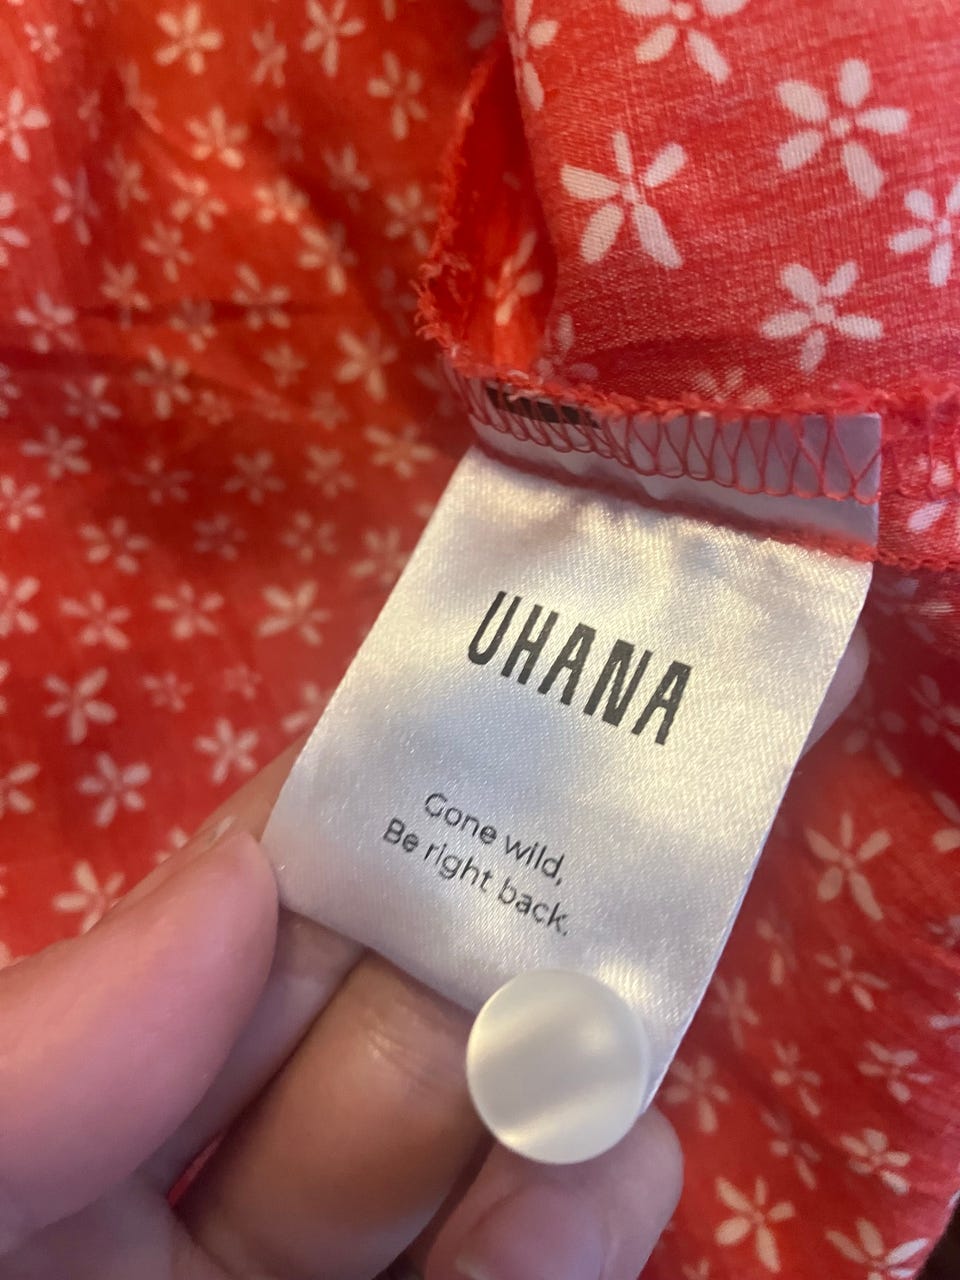 UHANA
Gone wild,
Be right back.